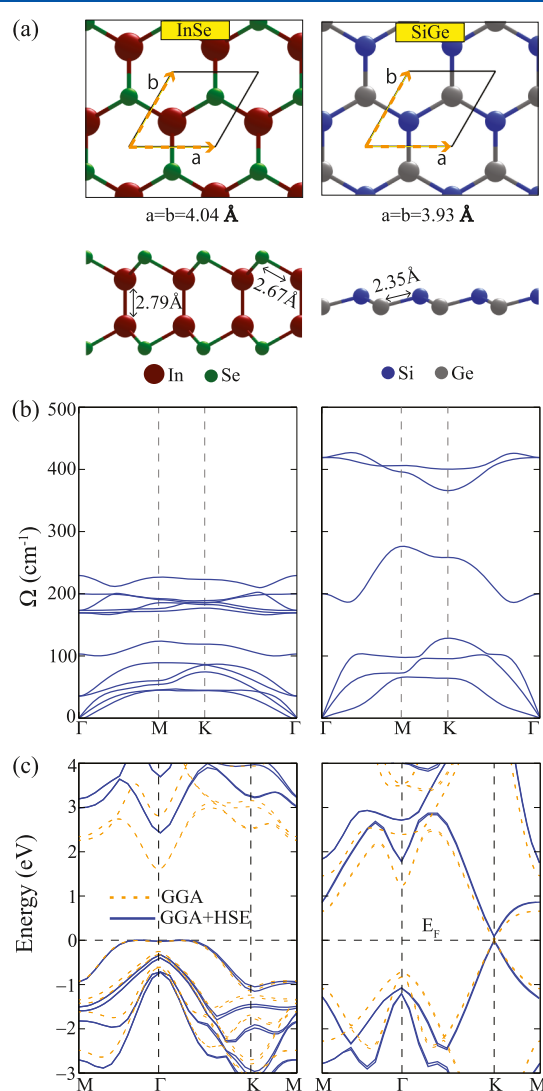 (a)
InSe
SiGe
b
a
b
a
a=b=4.04 Å
a=b=3.93 Å
2.79Å
2.67Å
2.35Å
In
Se
Si
Ge
(b)
500
400
300
200
100
0
Ω (cm⁻¹)
Γ M K Γ
Γ M K Γ
(c)
4
3
2
1
0
−1
−2
−3
Energy (eV)
GGA
GGA+HSE
E_F
M Γ K M
M Γ K M